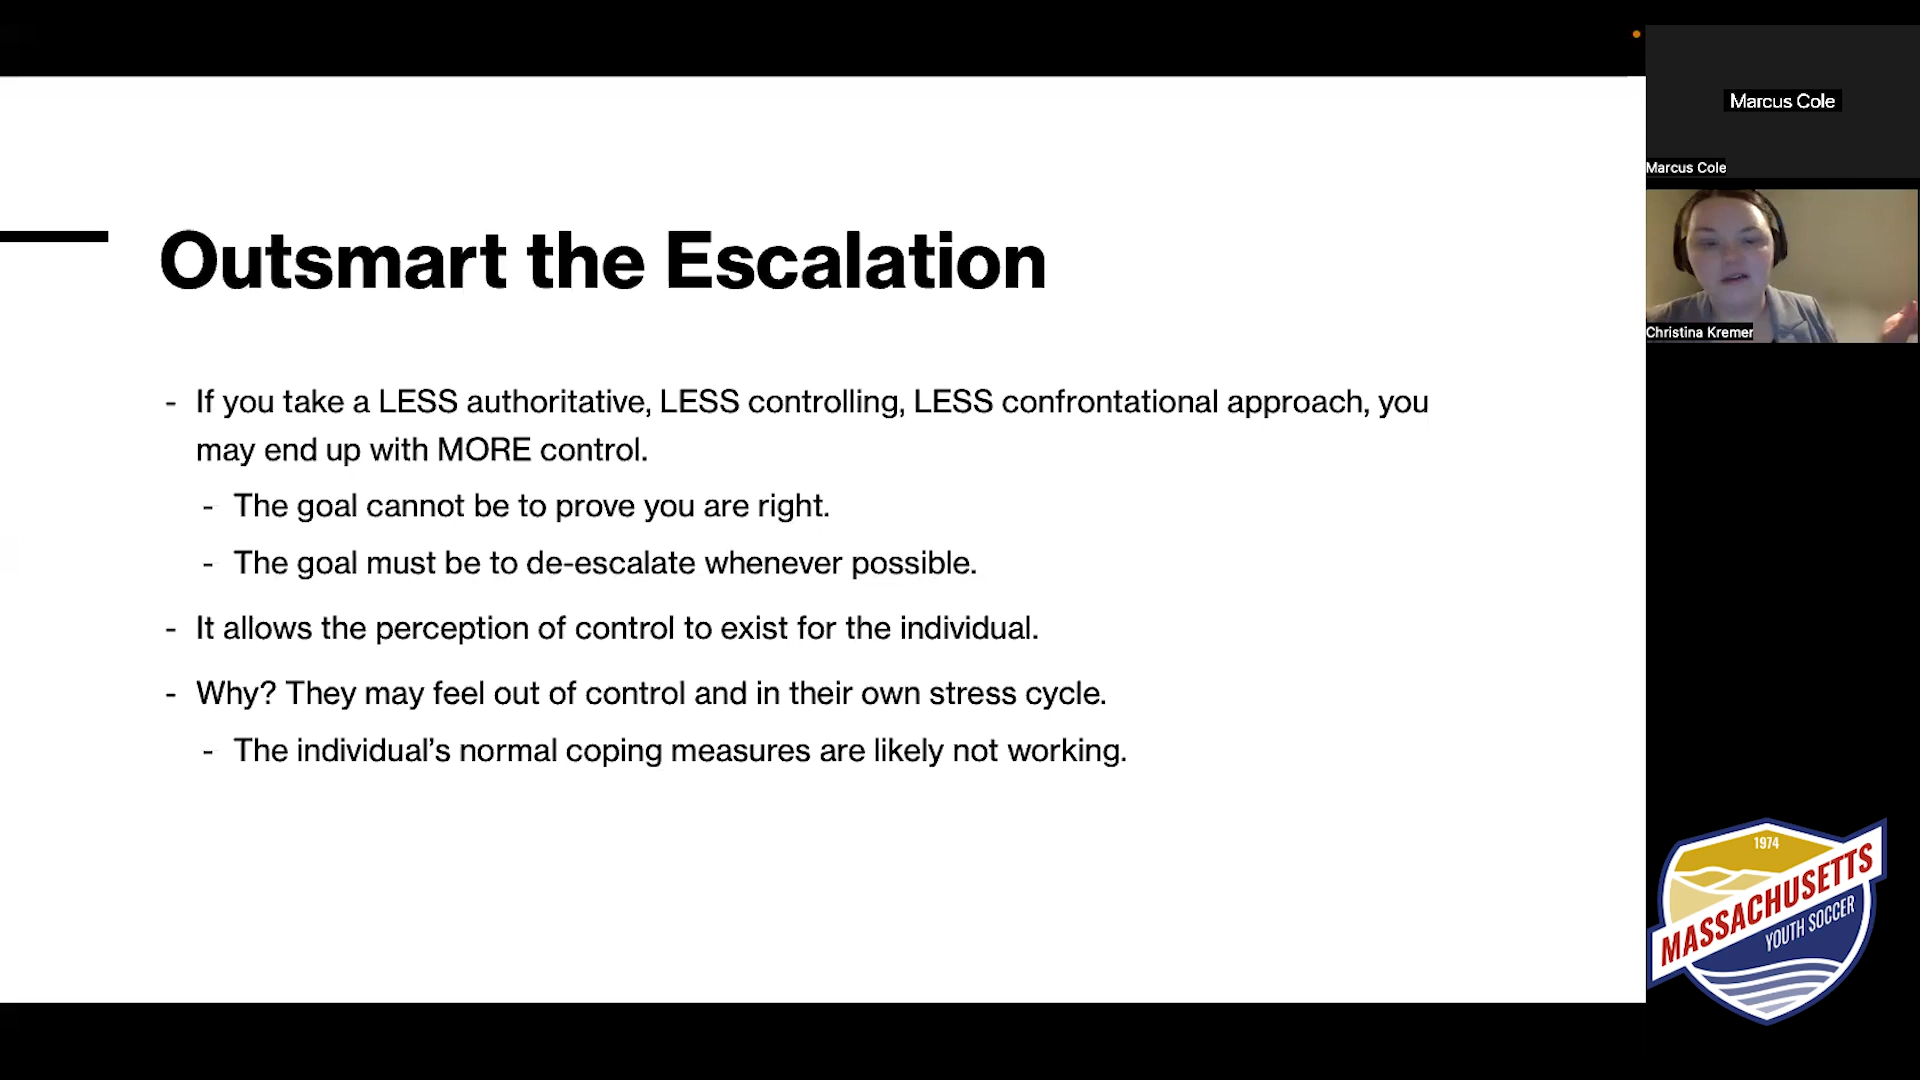 Outsmart the Escalation
- If you take a LESS authoritative, LESS controlling, LESS confrontational approach, you
may end up with MORE control.
- The goal cannot be to prove you are right.
- The goal must be to de-escalate whenever possible.
- It allows the perception of control to exist for the individual.
- Why? They may feel out of control and in their own stress cycle.
- The individual’s normal coping measures are likely not working.
Marcus Cole
Marcus Cole
Christina Kremer
1974
MASSACHUSETTS
YOUTH SOCCER